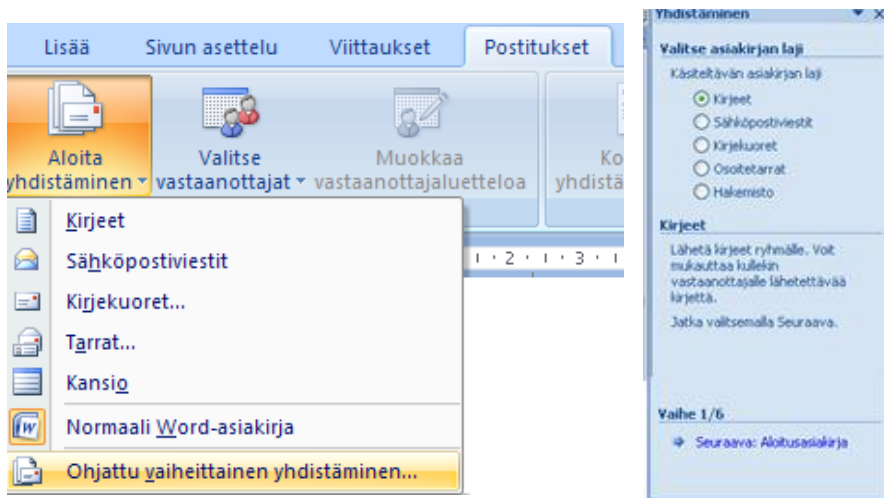 Lisää Sivun asettelu Viittaukset Postitukset
Aloita yhdistäminen
Valitse vastaanottajat
Muokkaa vastaanottajaluetteloa
Kirjeet
Sähköpostiviestit
Kirjekuoret...
Tarrat...
Kansio
Normaali Word-asiakirja
Ohjattu vaiheittainen yhdistäminen...
2 3
Yhdistäminen
Valitse asiakirjan laji
Käsiteltävän asiakirjan laji
Kirjeet
Sähköpostiviestit
Kirjekuoret
Osoitetarrat
Hakemisto
Kirjeet
Lähetä kirjeet ryhmälle. Voit
mukauttaa kullekin
vastaanottajalle lähetettävää
kirjettä.
Jatka valitsemalla Seuraava.
Vaihe 1/6
Seuraava: Aloitusasiakirja